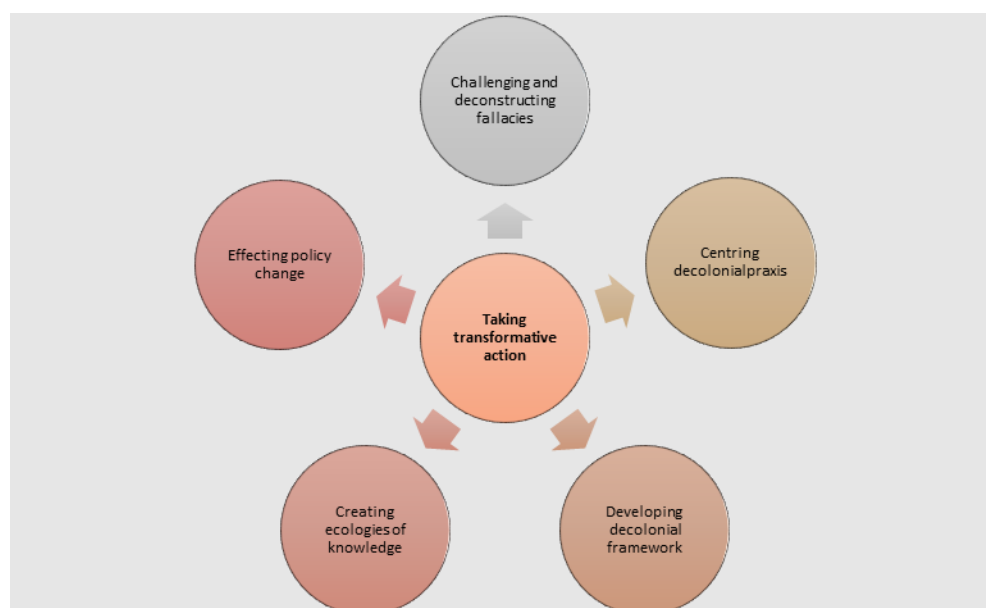 Challenging and
deconstructing
fallacies
Centring
decolonialpraxis
Developing
decolonial
framework
Creating
ecologies of
knowledge
Effecting policy
change
Taking
transformative
action